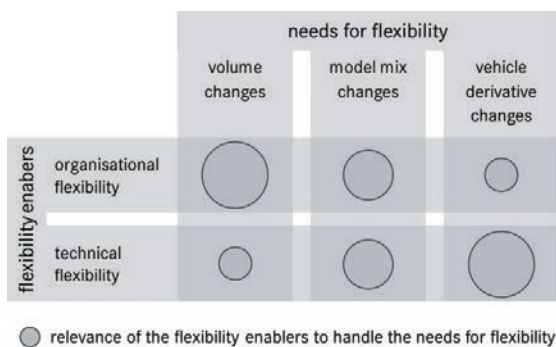 needs for flexibility
volume
changes
model mix
changes
vehicle
derivative
changes
flexibility enabers
organisational
flexibility
technical
flexibility
relevance of the flexibility enablers to handle the needs for flexibility